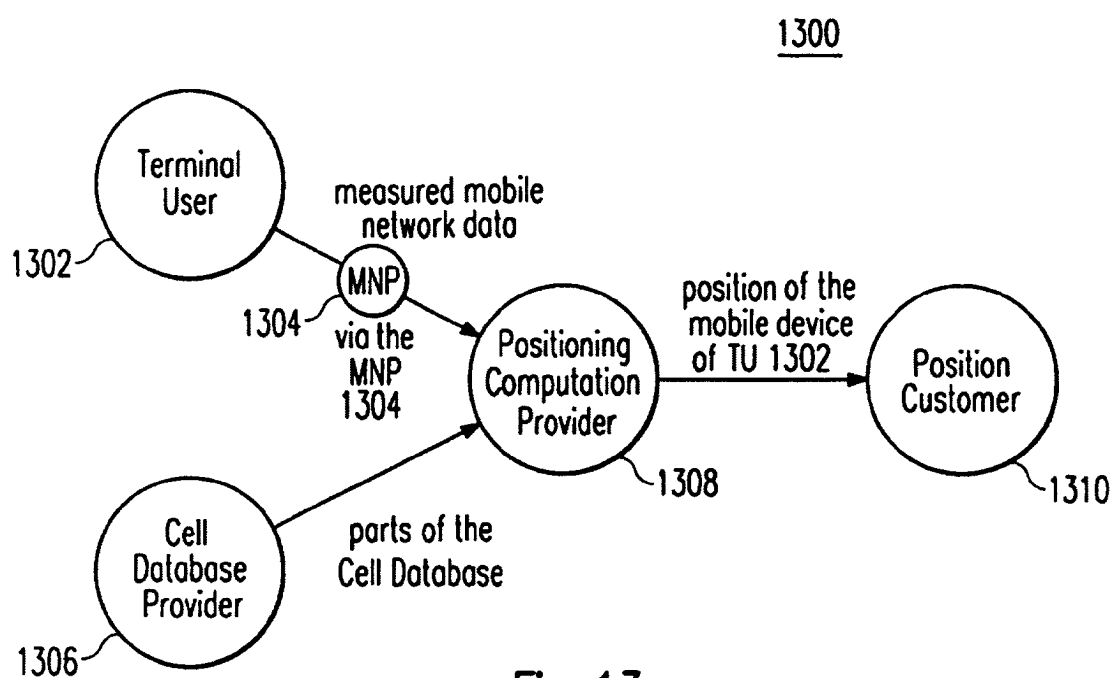 1300
Terminal
User
1302
measured mobile
network data
MNP
1304
via the
MNP
1304
Positioning
Computation
Provider
1308
position of the
mobile device
of TU 1302
Position
Customer
1310
Cell
Database
Provider
1306
parts of the
Cell Database